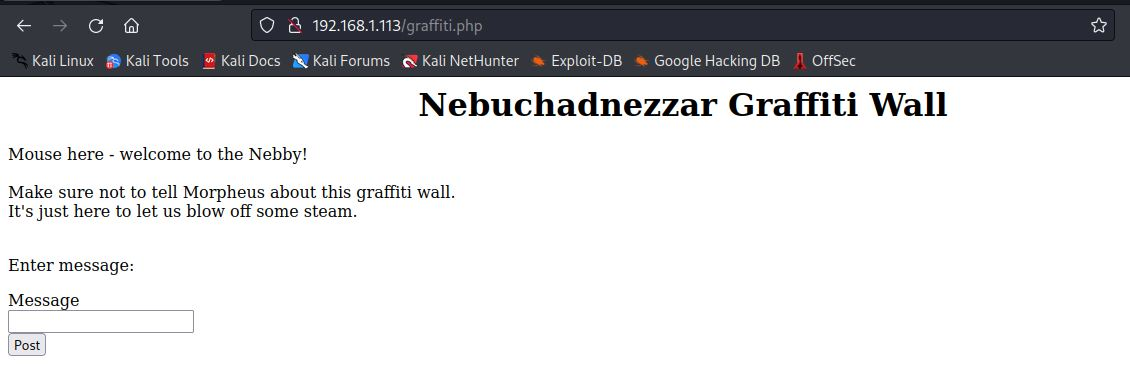 192.168.1.113/graffiti.php
Kali Linux Kali Tools Kali Docs Kali Forums Kali NetHunter Exploit-DB Google Hacking DB OffSec
Nebuchadnezzar Graffiti Wall
Mouse here - welcome to the Nebby!
Make sure not to tell Morpheus about this graffiti wall.
It's just here to let us blow off some steam.
Enter message:
Message
Post